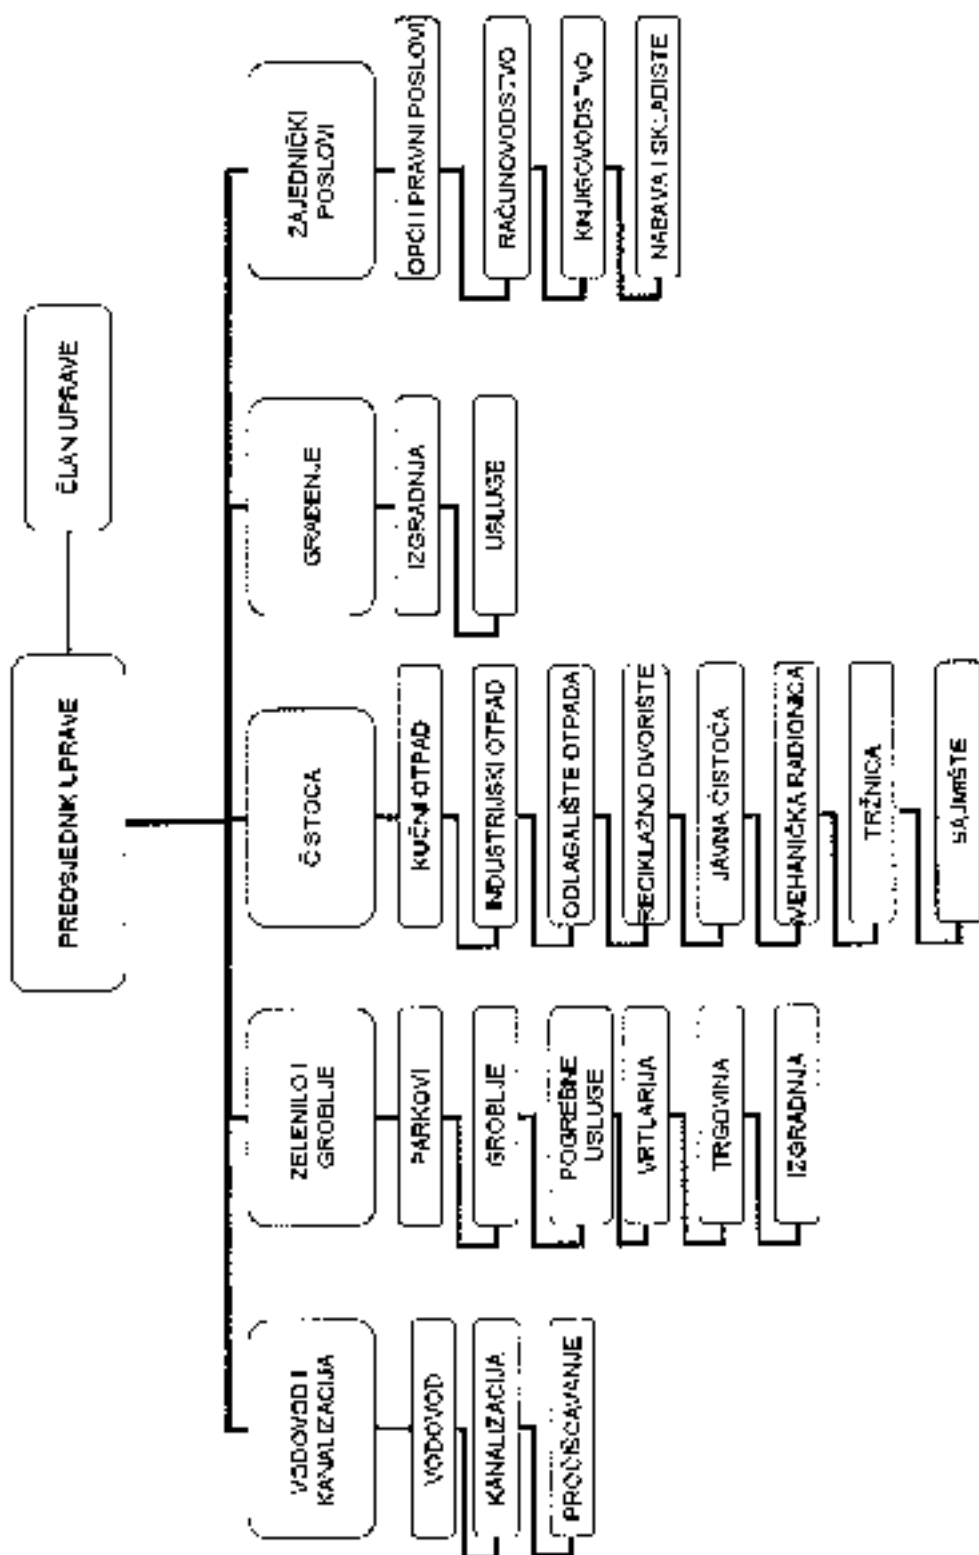 PREDSJEDNIK UPRAVE
ČLAN UPRAVE
VODOVOD I
KANALIZACIJA
VODOVOD
KANALIZACIJA
PROČIŠĆAVANJE
ZELENILO I
GROBLJE
PARKOVI
GROBLJE
POGREBNE
USLUGE
VRTLARIJA
TRGOVINA
IZGRADNJA
ČISTOĆA
KUĆNI OTPAD
INDUSTRIJSKI OTPAD
ODLAGALIŠTE OTPADA
RECIKLAŽNO DVORIŠTE
JAVNA ČISTOĆA
MEHANIČKA RADIONICA
TRŽNICA
SAJMIŠTE
GRAĐENJE
IZGRADNJA
USLUGE
ZAJEDNIČKI
POSLOVI
OPĆI I PRAVNI POSLOVI
RAČUNOVODSTVO
KNJIGOVODSTVO
NABAVA I SKLADIŠTE